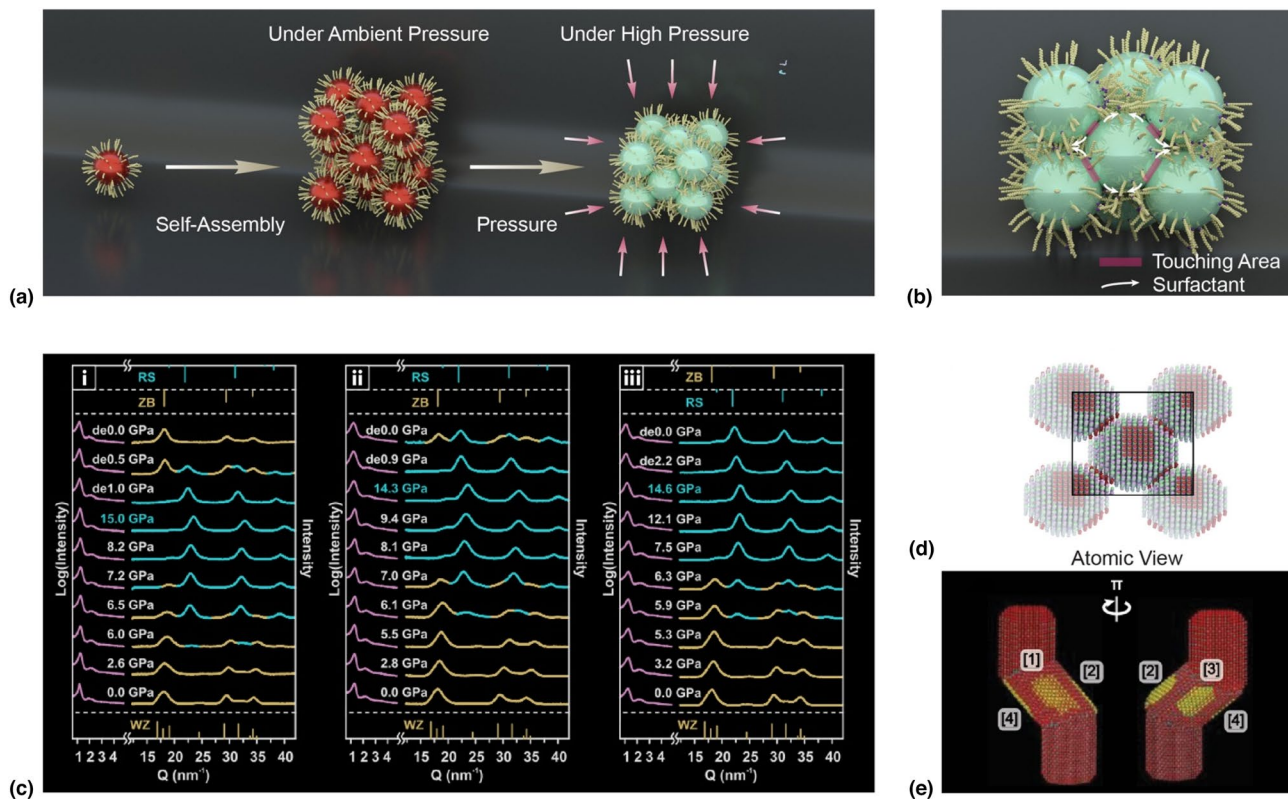 Under Ambient Pressure
Under High Pressure
Self-Assembly
Pressure
(a)
Touching Area
Surfactant
(b)
i
RS
ZB
de0.0 GPa
de0.5 GPa
de1.0 GPa
15.0 GPa
8.2 GPa
7.2 GPa
6.5 GPa
6.0 GPa
2.6 GPa
0.0 GPa
WZ
Log(Intensity)
Intensity
1 2 3 4 15 20 25 30 35 40
Q (nm⁻¹)
ii
RS
ZB
de0.0 GPa
de0.9 GPa
14.3 GPa
9.4 GPa
8.1 GPa
7.0 GPa
6.1 GPa
5.5 GPa
2.8 GPa
0.0 GPa
WZ
Log(Intensity)
Intensity
1 2 3 4 15 20 25 30 35 40
Q (nm⁻¹)
iii
ZB
RS
de0.0 GPa
de2.2 GPa
14.6 GPa
12.1 GPa
7.5 GPa
6.3 GPa
5.9 GPa
5.3 GPa
3.2 GPa
0.0 GPa
WZ
Log(Intensity)
Intensity
1 2 3 4 15 20 25 30 35 40
Q (nm⁻¹)
(c)
(d)
Atomic View
π
[1]
[2]
[4]
[2]
[3]
[4]
(e)